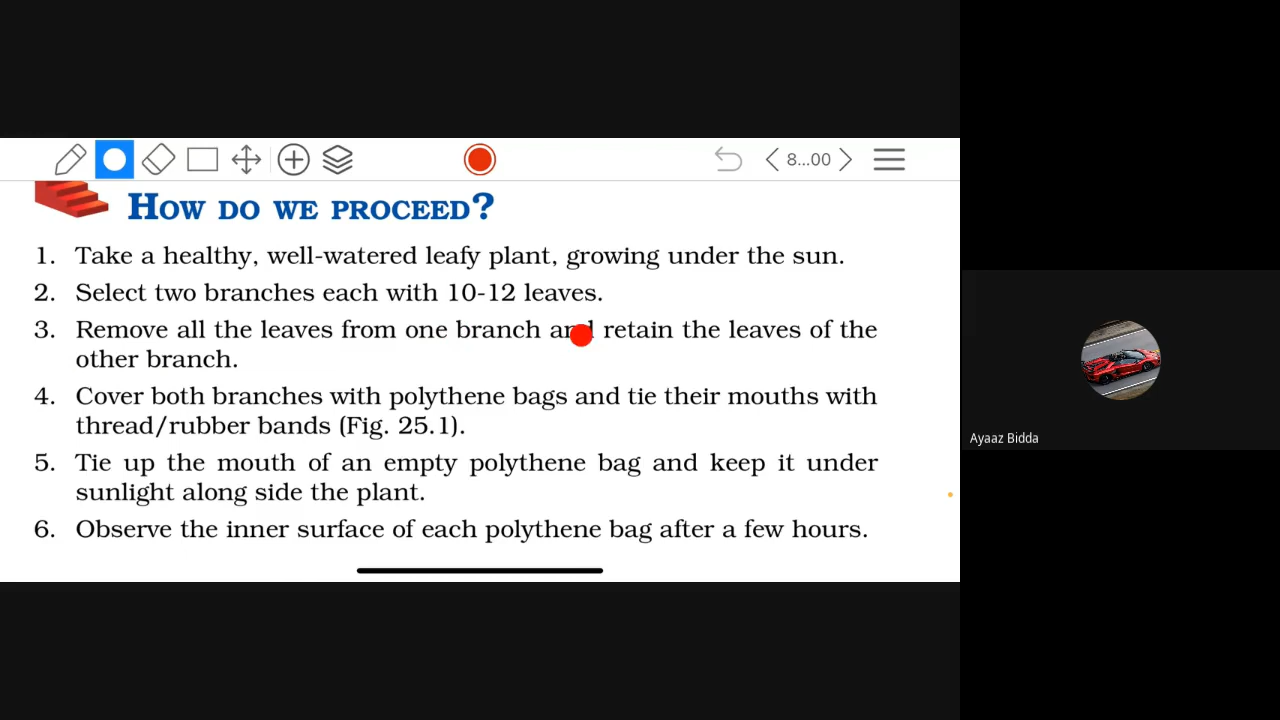 8...00
HOW DO WE PROCEED?
1. Take a healthy, well-watered leafy plant, growing under the sun.
2. Select two branches each with 10-12 leaves.
3. Remove all the leaves from one branch and retain the leaves of the
other branch.
4. Cover both branches with polythene bags and tie their mouths with
thread/rubber bands (Fig. 25.1).
5. Tie up the mouth of an empty polythene bag and keep it under
sunlight along side the plant.
6. Observe the inner surface of each polythene bag after a few hours.
Ayaaz Bidda